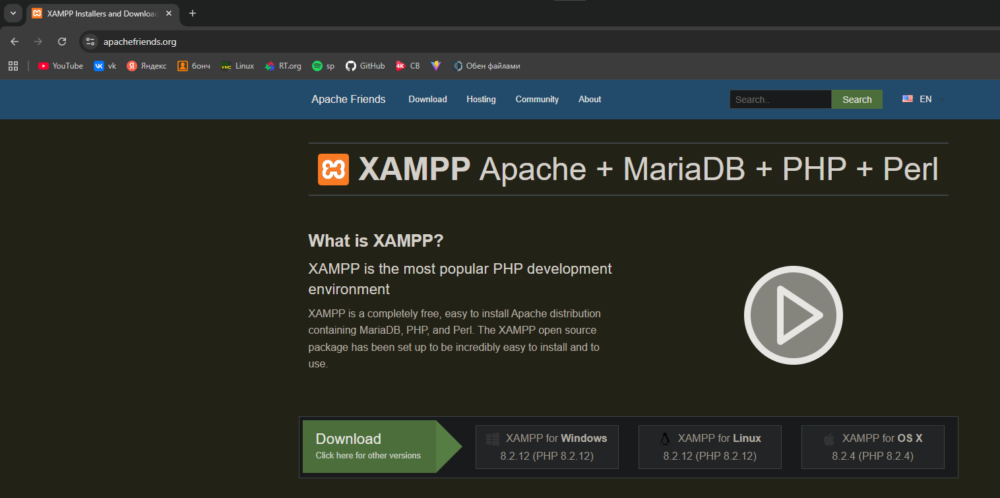 XAMPP Installers and Downloa
apachefriends.org
YouTube
vk
Яндекс
бонч
Linux
RT.org
sp
GitHub
СВ
Обен файлами
Apache Friends
Download
Hosting
Community
About
Search..
Search
EN
XAMPP Apache + MariaDB + PHP + Perl
What is XAMPP?
XAMPP is the most popular PHP development
environment
XAMPP is a completely free, easy to install Apache distribution
containing MariaDB, PHP, and Perl. The XAMPP open source
package has been set up to be incredibly easy to install and to
use.
Download
Click here for other versions
XAMPP for Windows
8.2.12 (PHP 8.2.12)
XAMPP for Linux
8.2.12 (PHP 8.2.12)
XAMPP for OS X
8.2.4 (PHP 8.2.4)